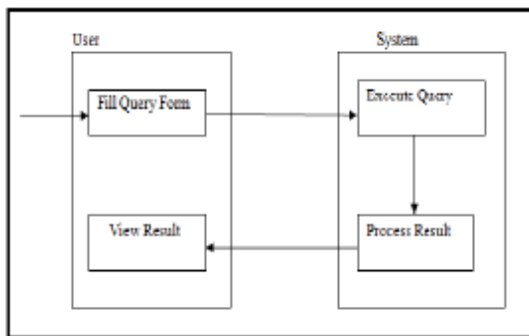 User
System
Fill Query Form
Execute Query
View Result
Process Result